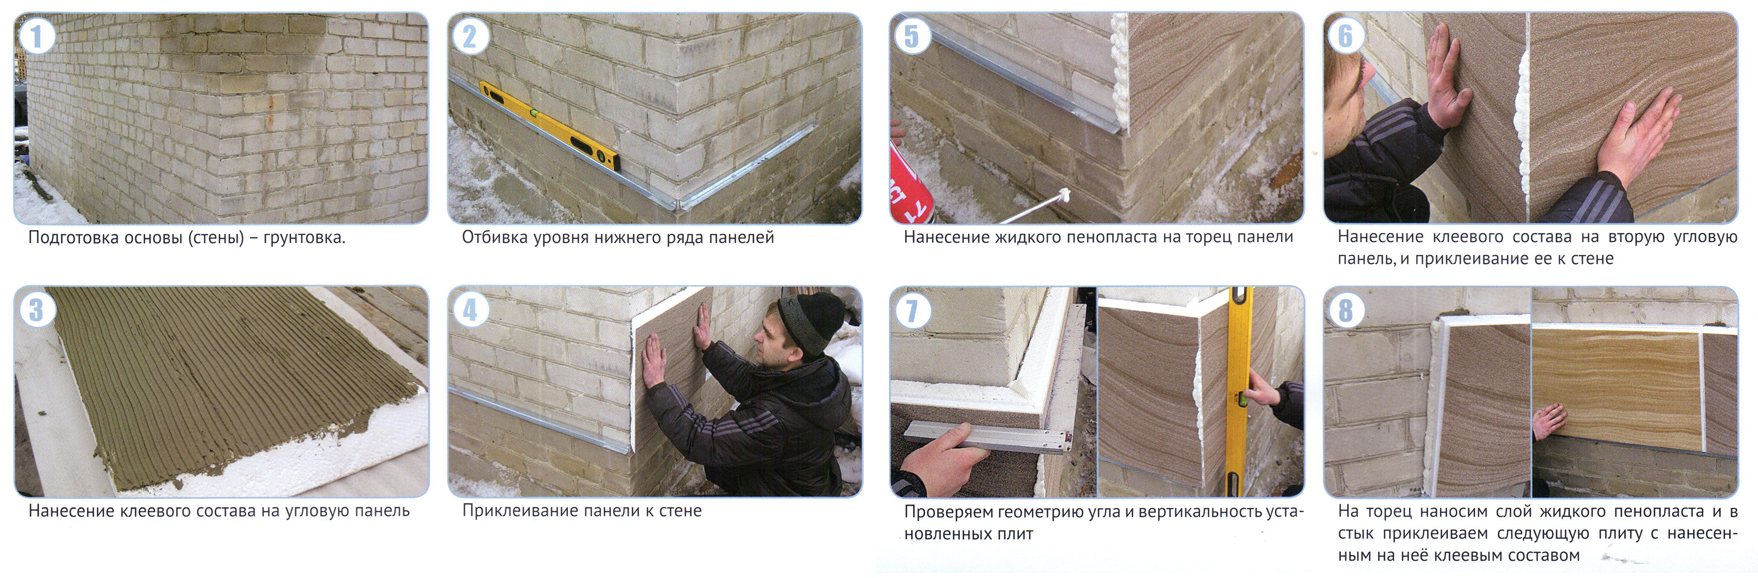 1
Подготовка основы (стены) – грунтовка.
2
Отбивка уровня нижнего ряда панелей
3
Нанесение клеевого состава на угловую панель
4
Приклеивание панели к стене
5
71
Нанесение жидкого пенопласта на торец панели
6
Нанесение клеевого состава на вторую угловую
панель, и приклеивание ее к стене
7
Проверяем геометрию угла и вертикальность уста-
новленных плит
8
На торец наносим слой жидкого пенопласта и в
стык приклеиваем следующую плиту с нанесен-
ным на неё клеевым составом